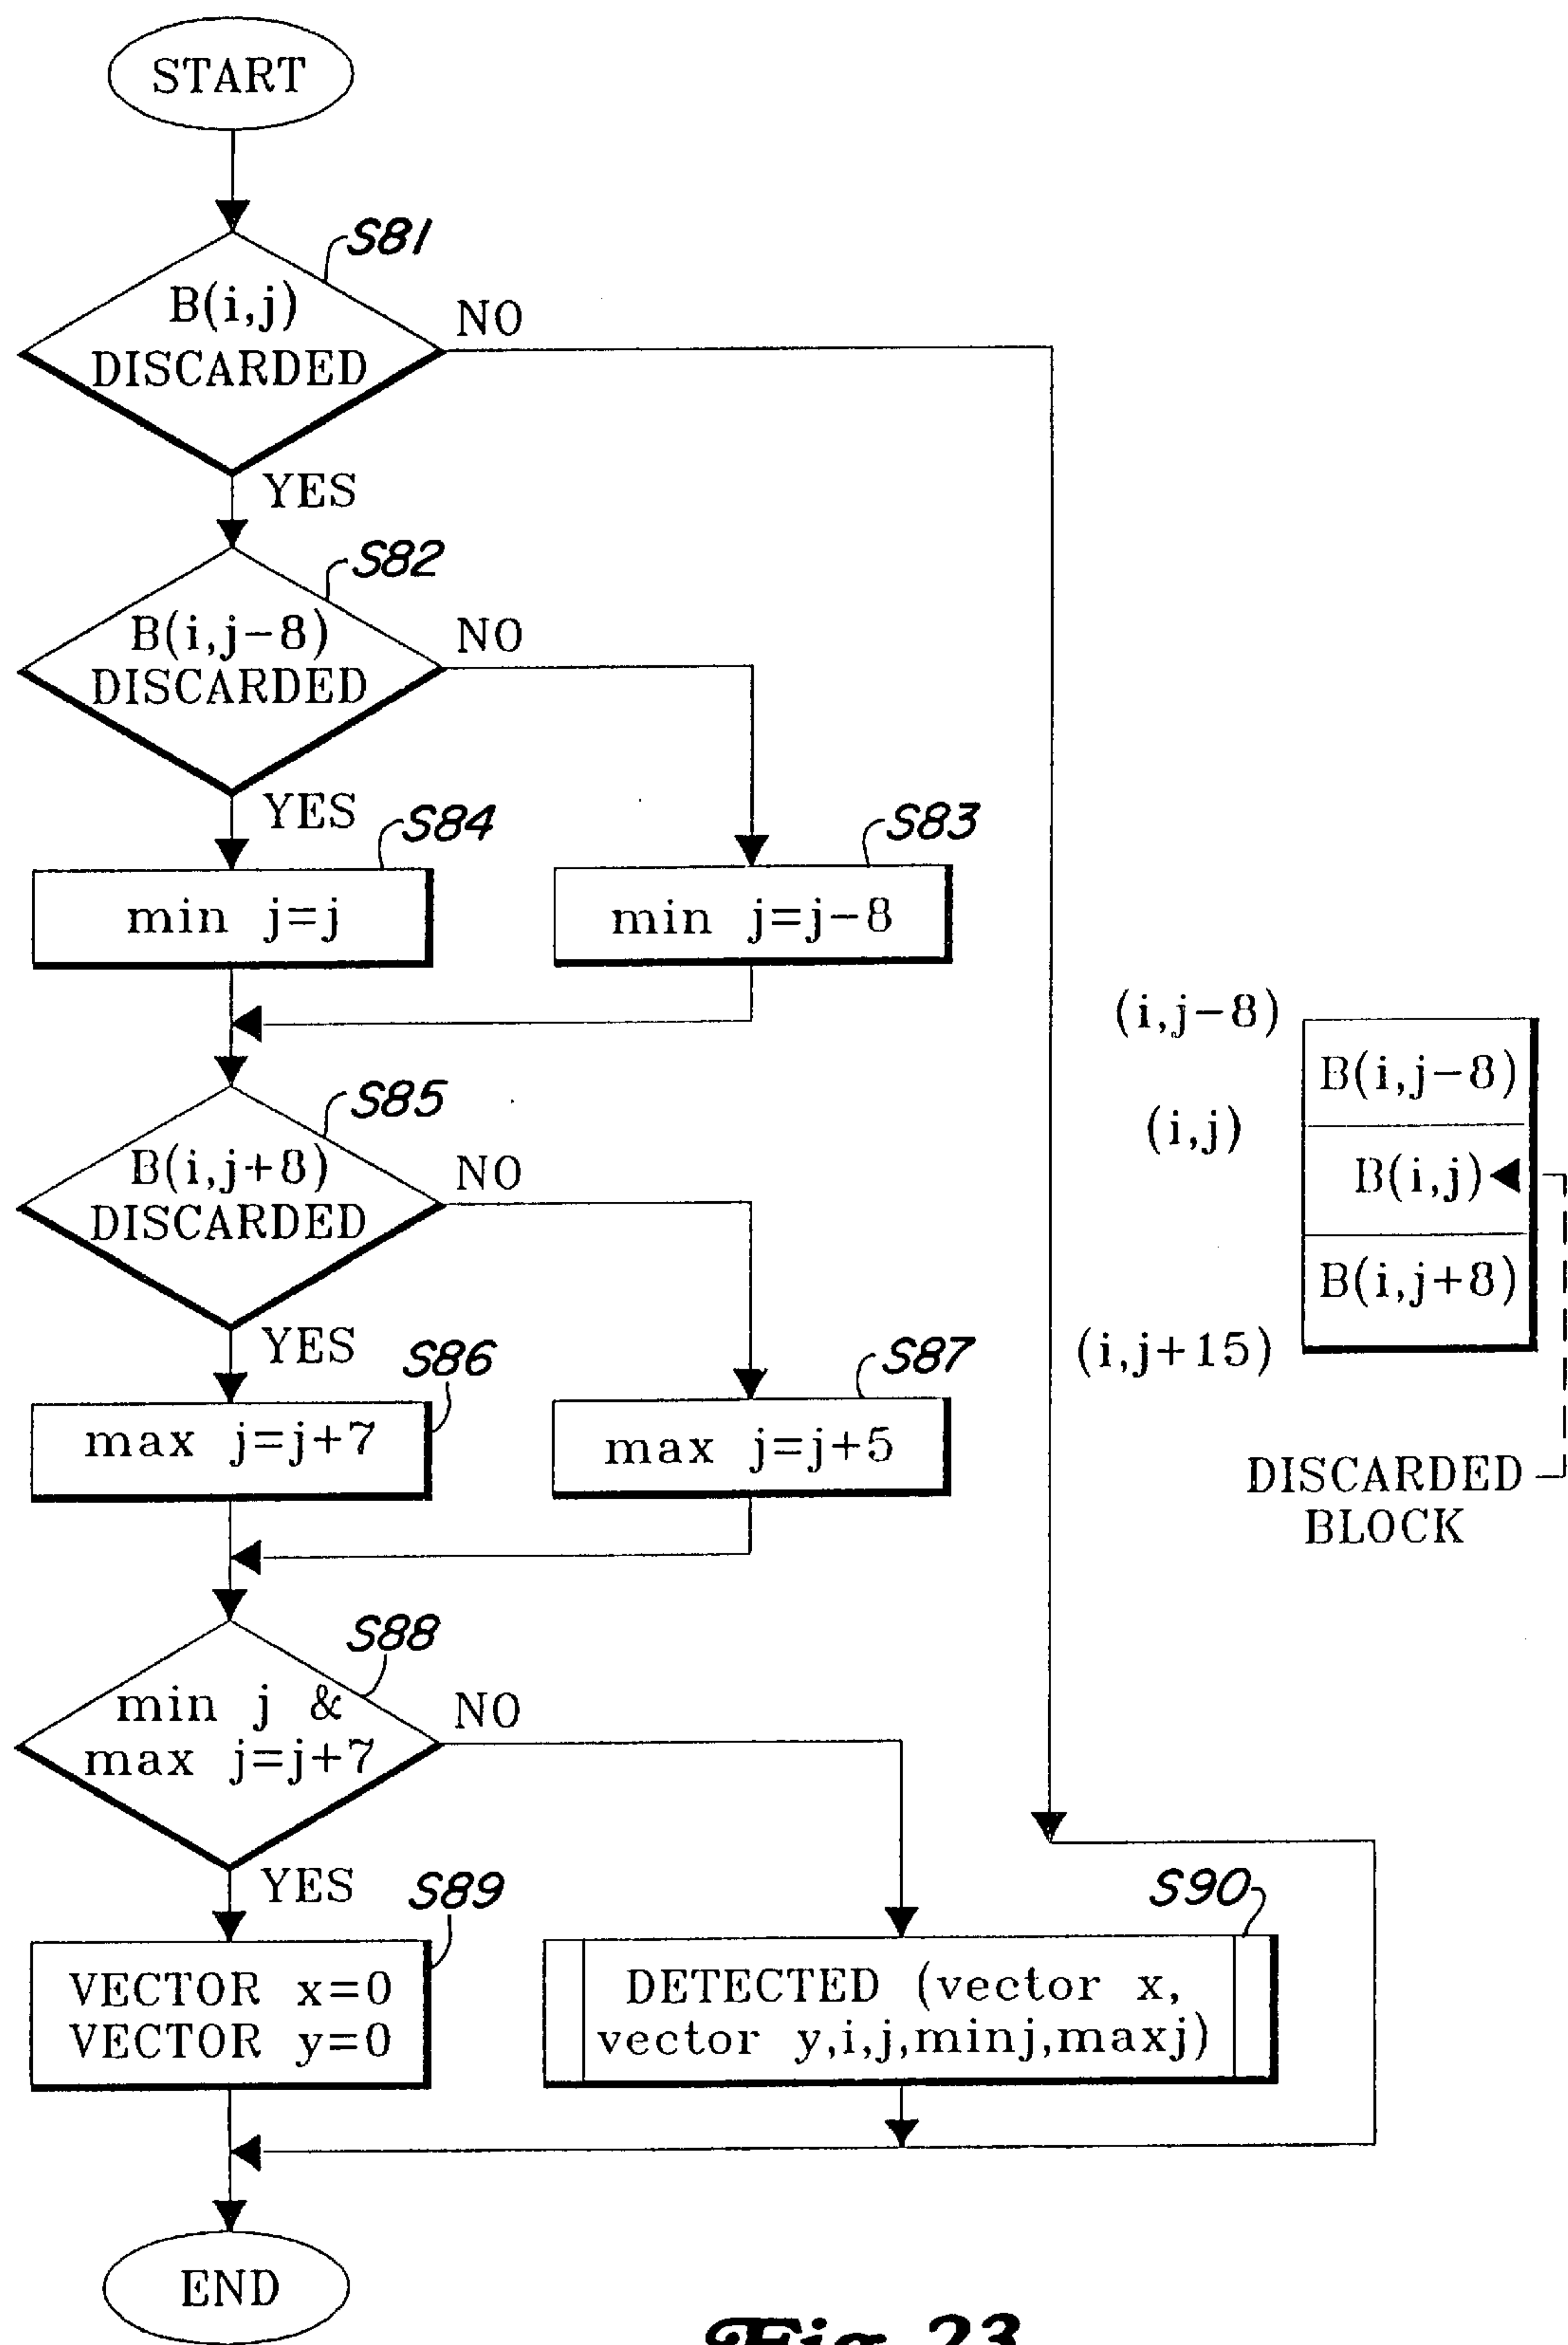 START
S81
B(i,j)
DISCARDED
NO
YES
S82
B(i,j-8)
DISCARDED
NO
YES
S84
min j=j
S83
min j=j-8
S85
B(i,j+8)
DISCARDED
NO
YES
S86
max j=j+7
S87
max j=j+5
S88
min j &
max j=j+7
NO
YES
S89
VECTOR x=0
VECTOR y=0
S90
DETECTED (vector x,
vector y,i,j,minj,maxj)
END
(i,j-8)
B(i,j-8)
(i,j)
B(i,j)
B(i,j+8)
(i,j+15)
DISCARDED
BLOCK
Fig. 23